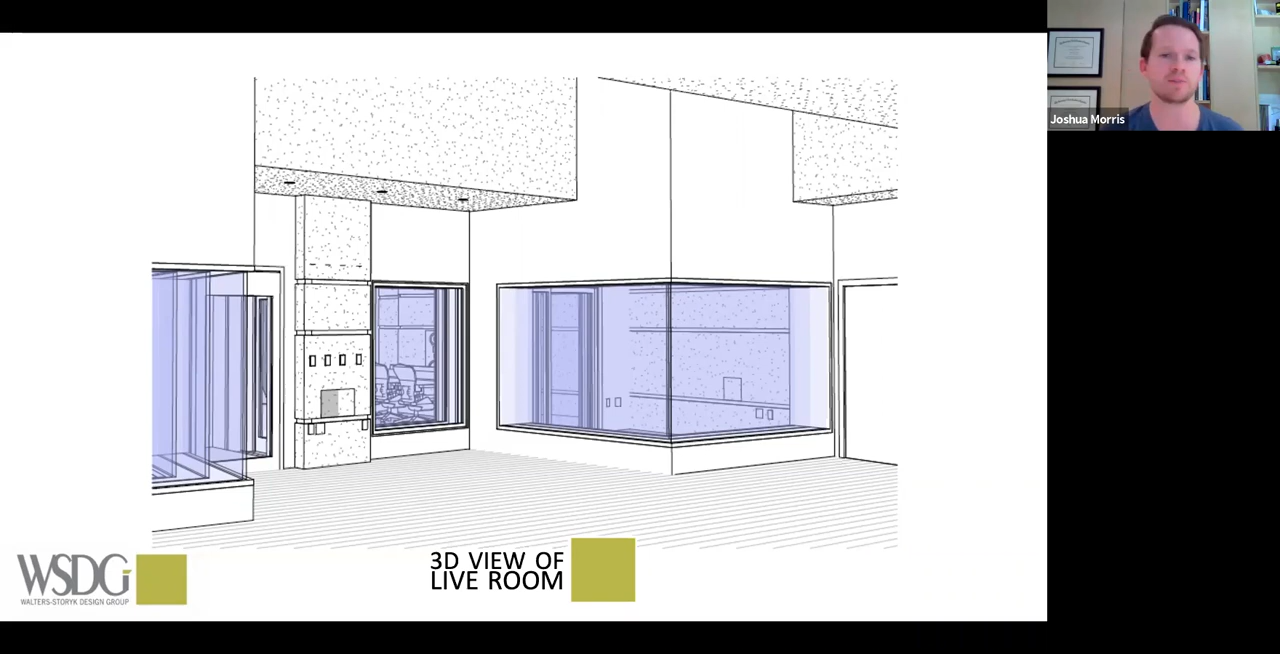 Joshua Morris
3D VIEW OF
LIVE ROOM
WSDG
WALTERS-STORYK DESIGN GROUP